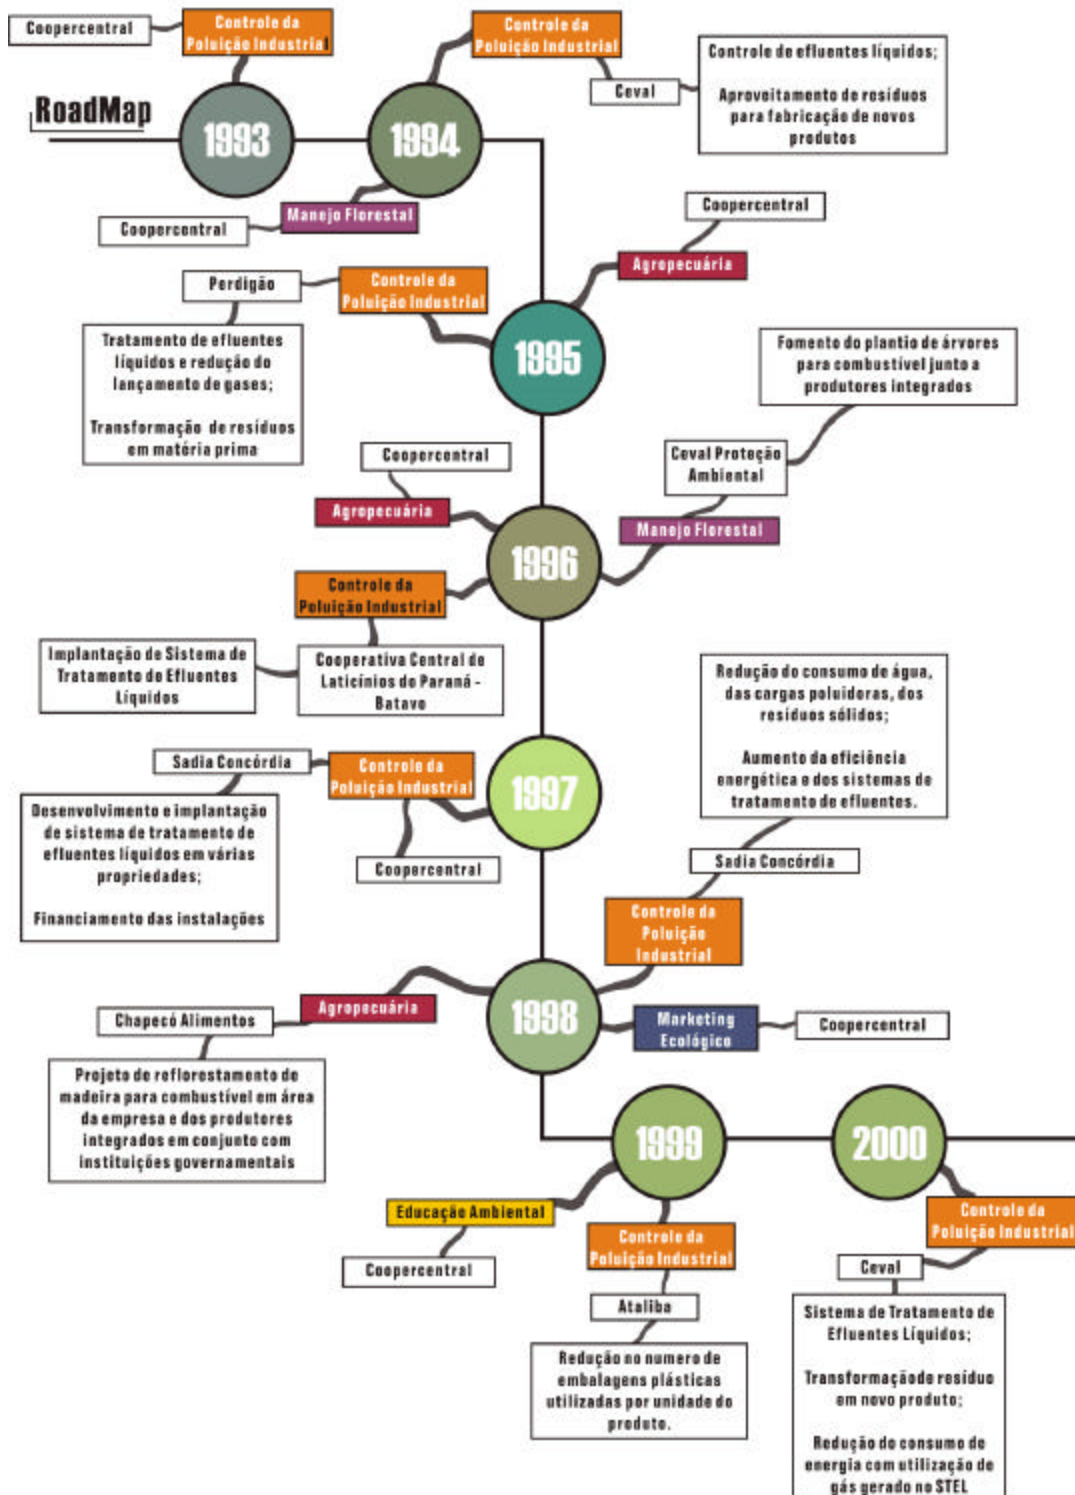 Coopercentral
Controle da
Poluição Industrial
Controle da
Poluição Industrial
Ceval
Controle de efluentes líquidos;
Aproveitamento de resíduos
para fabricação de novos
produtos
RoadMap
1993
1994
Coopercentral
Manejo Florestal
Coopercentral
Agropecuária
Perdigão
Controle da
Poluição Industrial
1995
Tratamento de efluentes
líquidos e redução do
lançamento de gases;
Transformação de resíduos
em matória prima
Fomento do plantio de árvores
para combustível junto a
produtores integrados
Coopercentral
Ceval Proteção
Ambiental
Agropecuária
Manejo Florestal
1996
Controle da
Poluição Industrial
Implantação de Sistema de
Tratamento de Efluentes
Líquidos
Cooperativa Central de
Laticínios do Paraná -
Batavo
Redução do consumo de água,
das cargas poluidoras, dos
resíduos sólidos;
Aumento da eficiência
energética e dos sistemas de
tratamento de efluentes.
Sadia Concórdia
Controle da
Poluição Industrial
1997
Desenvolvimento e implantação
de sistema de tratamento de
efluentes líquidos em várias
propriedades;
Financiamento das instalações
Coopercentral
Sadia Concórdia
Controle da
Poluição
Industrial
Agropecuária
1998
Chapecó Alimentos
Marketing
Ecológico
Coopercentral
Projeto de reflorestamento de
madeira para combustível em área
da empresa e dos produtores
integrados em conjunto com
instituições governamentais
1999
2000
Educação Ambiental
Coopercentral
Controle da
Poluição Industrial
Controle da
Poluição Industrial
Ataliba
Ceval
Redução no numero de
embalagens plásticas
utilizadas por unidade do
produto.
Sistema de Tratamento de
Efluentes Líquidos;
Transformaçãode resíduo
em novo produto;
Redução do consumo de
energia com utilização de
gás gerado no STEL